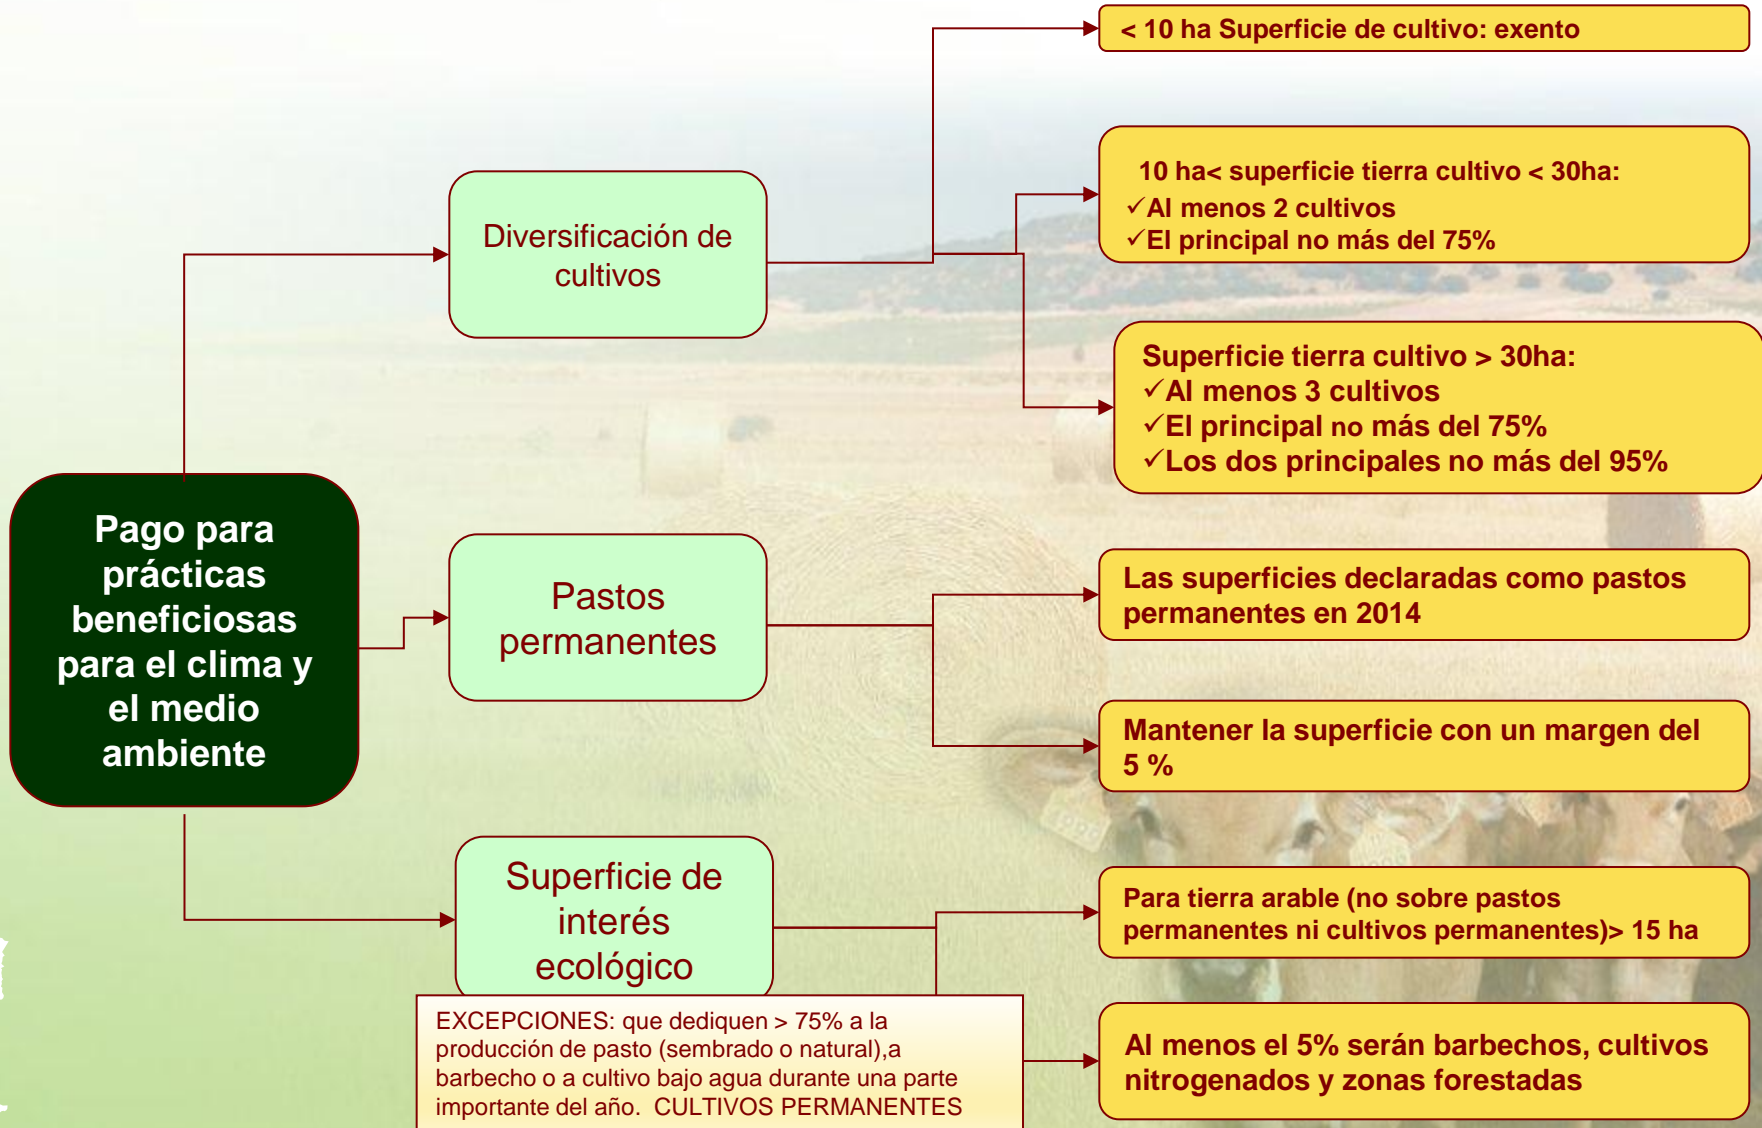 < 10 ha Superficie de cultivo: exento
10 ha< superficie tierra cultivo < 30ha:
✓Al menos 2 cultivos
✓El principal no más del 75%
Diversificación de
cultivos
Superficie tierra cultivo > 30ha:
✓Al menos 3 cultivos
✓El principal no más del 75%
✓Los dos principales no más del 95%
Pago para
prácticas
beneficiosas
para el clima y
el medio
ambiente
Pastos
permanentes
Las superficies declaradas como pastos
permanentes en 2014
Mantener la superficie con un margen del
5 %
Superficie de
interés
ecológico
Para tierra arable (no sobre pastos
permanentes ni cultivos permanentes)> 15 ha
EXCEPCIONES: que dediquen > 75% a la
producción de pasto (sembrado o natural),a
barbecho o a cultivo bajo agua durante una parte
importante del año.  CULTIVOS PERMANENTES
Al menos el 5% serán barbechos, cultivos
nitrogenados y zonas forestadas